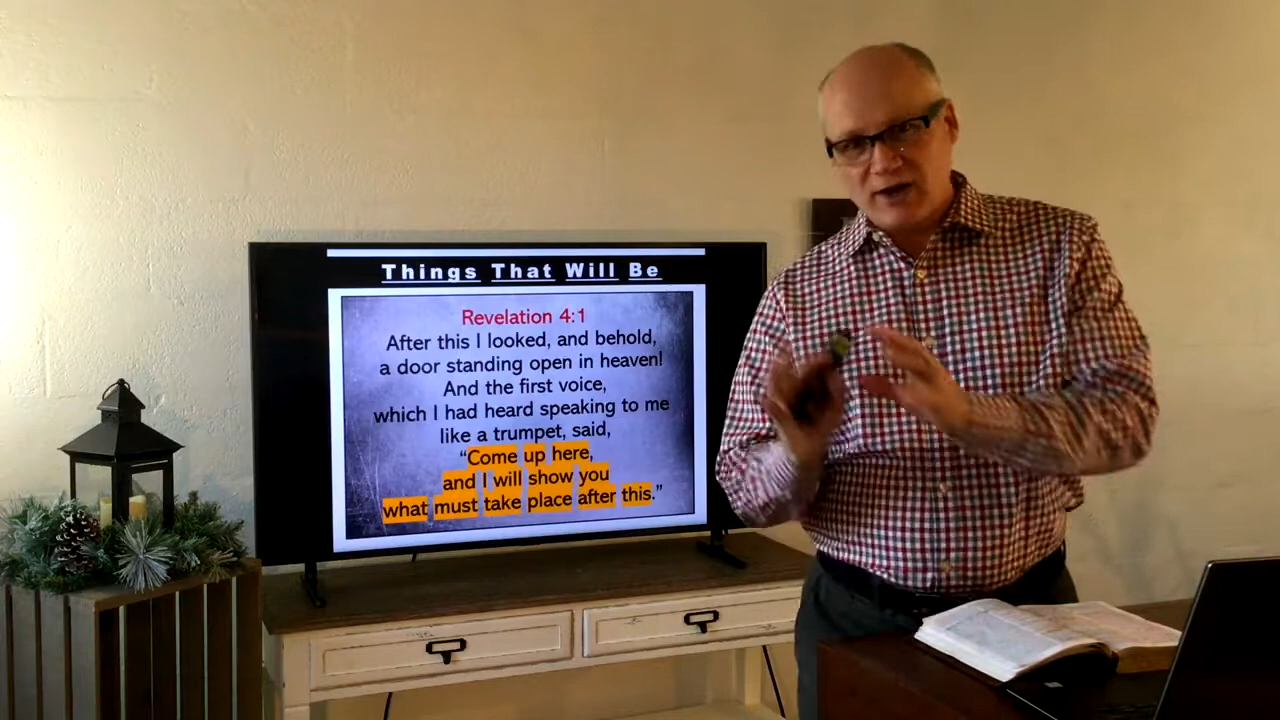 Things That Will Be
Revelation 4:1
After this I looked, and behold,
a door standing open in heaven!
And the first voice,
which I had heard speaking to me
like a trumpet, said,
“Come up here,
and I will show you
what must take place after this.”